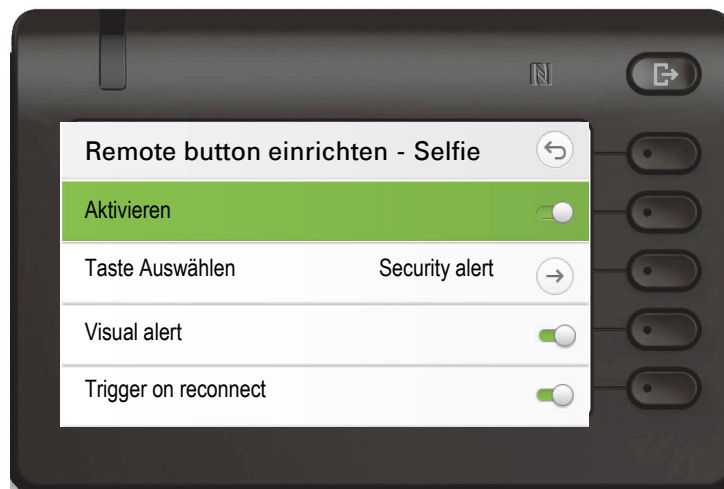 Remote button einrichten - Selfie
Aktivieren
Taste Auswählen Security alert
Visual alert
Trigger on reconnect